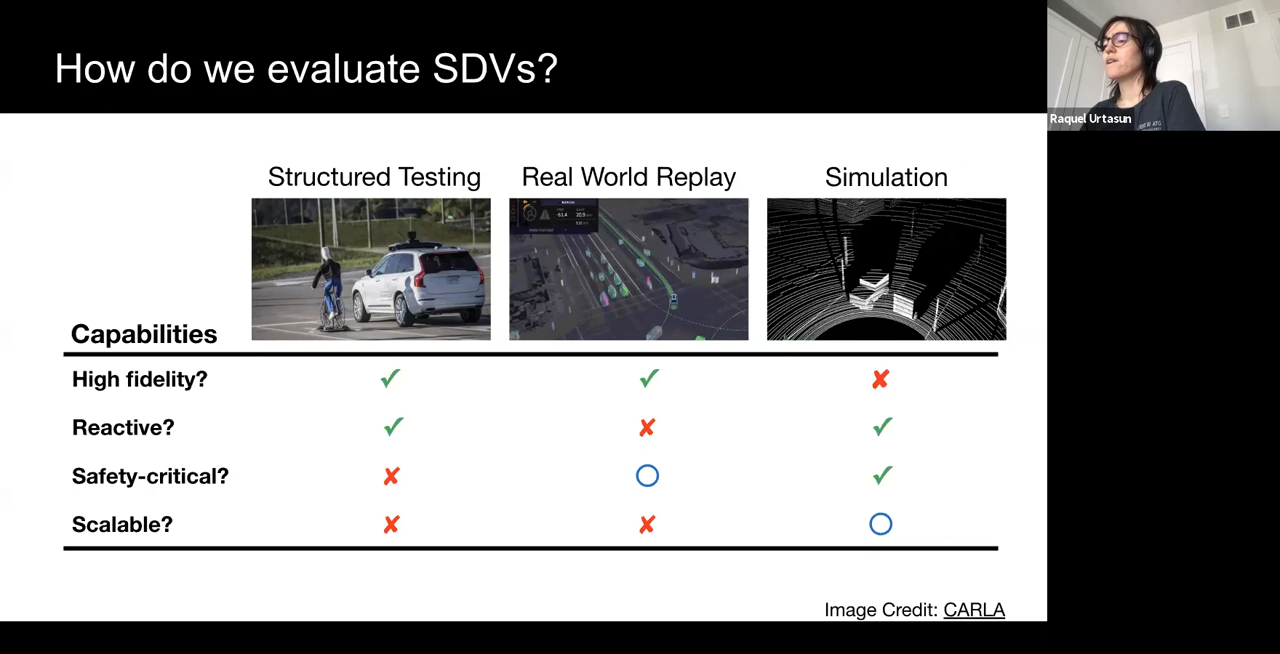 How do we evaluate SDVs?
Raquel Urtasun
Structured Testing Real World Replay Simulation
Capabilities
High fidelity? ✓ ✓ ✘
Reactive? ✓ ✘ ✓
Safety-critical? ✘ ○ ✓
Scalable? ✘ ✘ ○
Image Credit: CARLA